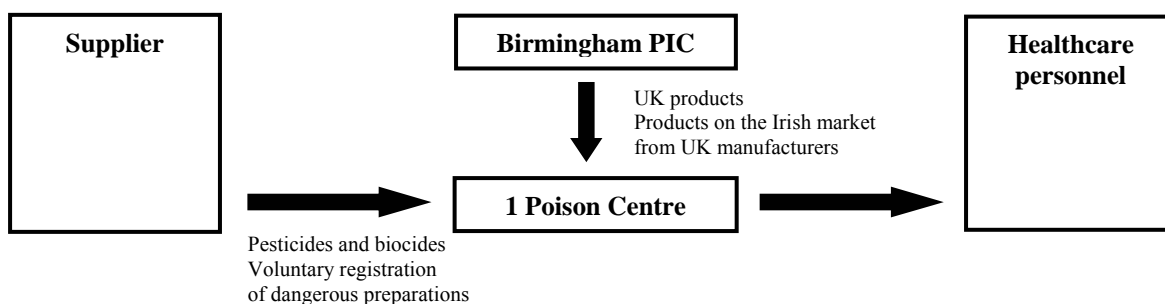 Supplier
Birmingham PIC
Healthcare
personnel
UK products
Products on the Irish market
from UK manufacturers
1 Poison Centre
Pesticides and biocides
Voluntary registration
of dangerous preparations